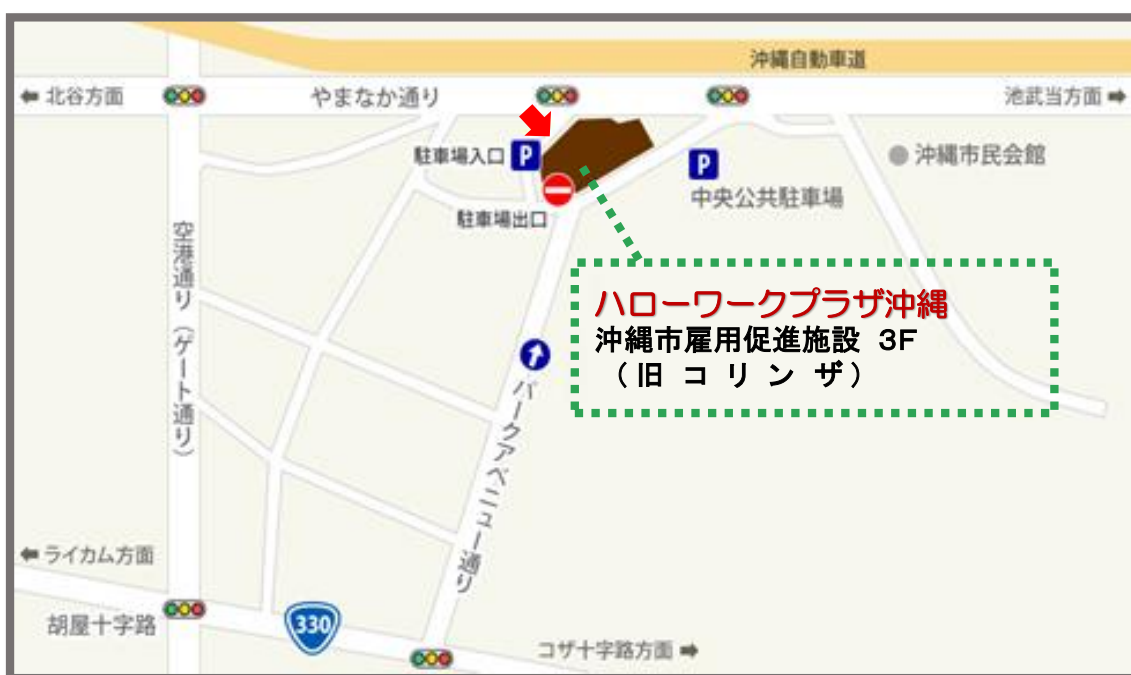 沖縄自動車道
⬅ 北谷方面
やまなか通り
池武当方面 ➡
駐車場入口 P
P
沖縄市民会館
中央公共駐車場
駐車場出口
空港通り（ゲート通り）
ハローワークプラザ沖縄
沖縄市雇用促進施設 3F
（旧 コ リ ン ザ）
パークアベニュー通り
⬅ ライカム方面
胡屋十字路
330
コザ十字路方面 ➡